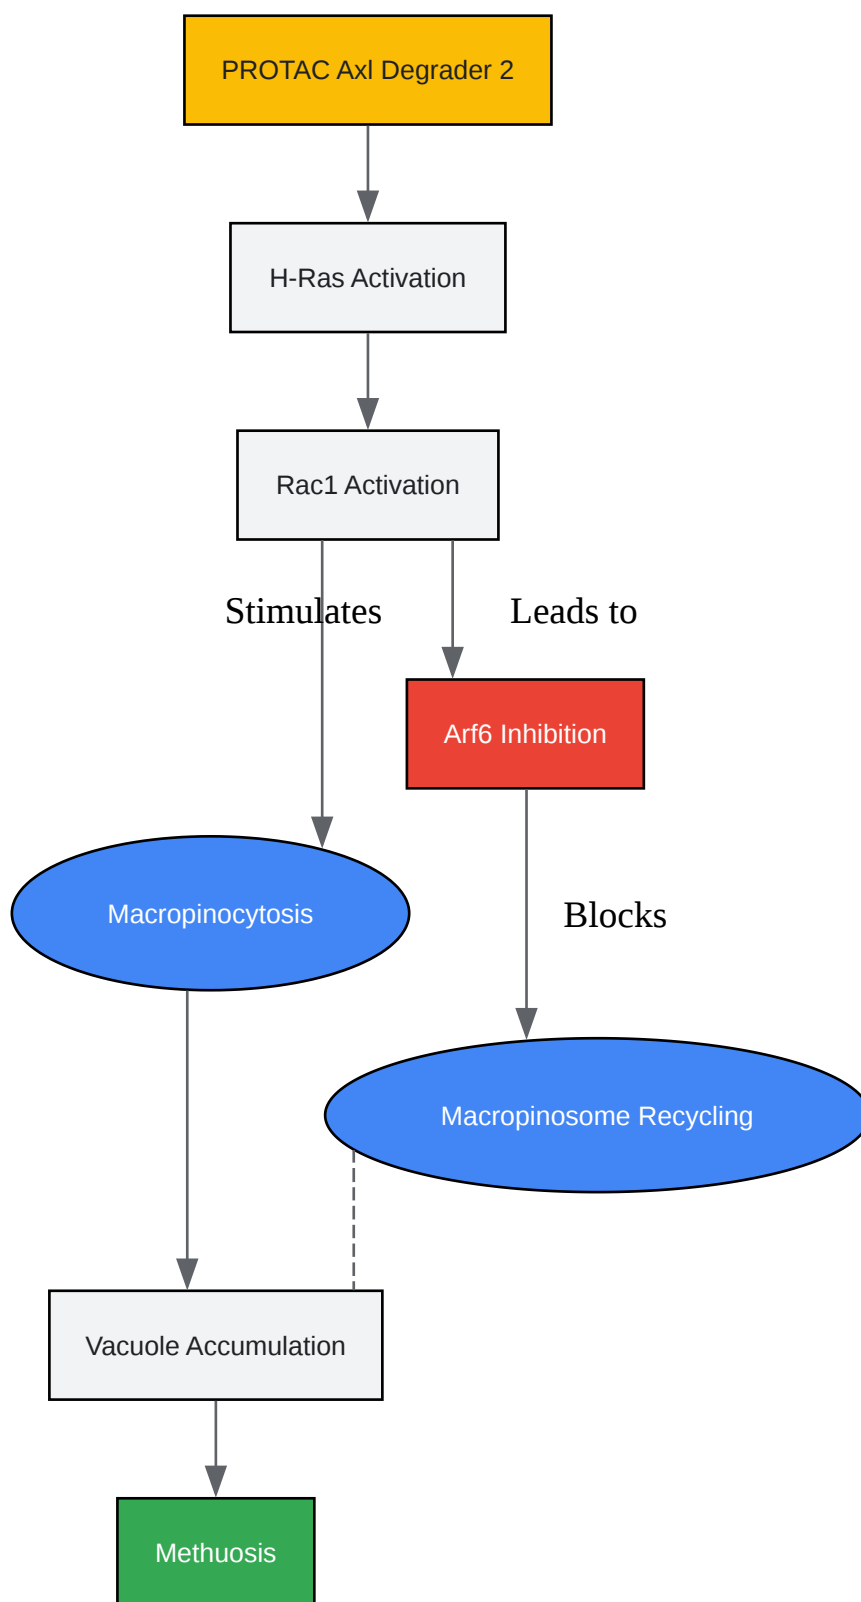 PROTAC Axl Degrader 2
H-Ras Activation
Rac1 Activation
Stimulates
Leads to
Arf6 Inhibition
Macropinocytosis
Blocks
Macropinosome Recycling
Vacuole Accumulation
Methuosis